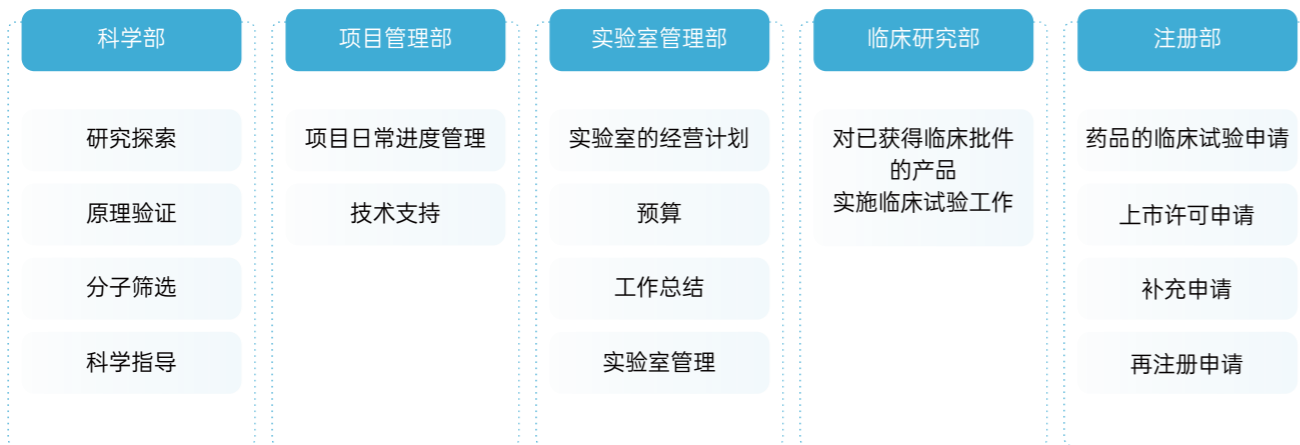 科学部
研究探索
原理验证
分子筛选
科学指导
项目管理部
项目日常进度管理
技术支持
实验室管理部
实验室的经营计划
预算
工作总结
实验室管理
临床研究部
对已获得临床批件
的产品
实施临床试验工作
注册部
药品的临床试验申请
上市许可申请
补充申请
再注册申请